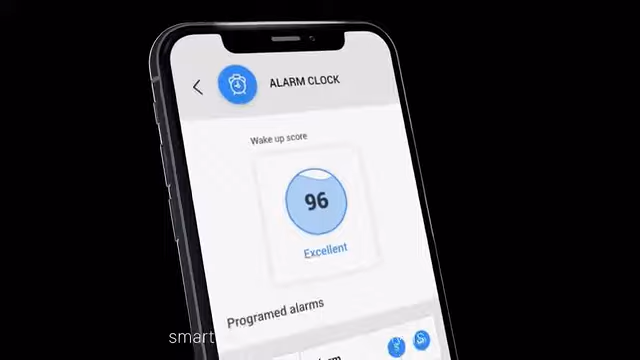 ALARM CLOCK
Wake up score
96
Excellent
Programed alarms
smart